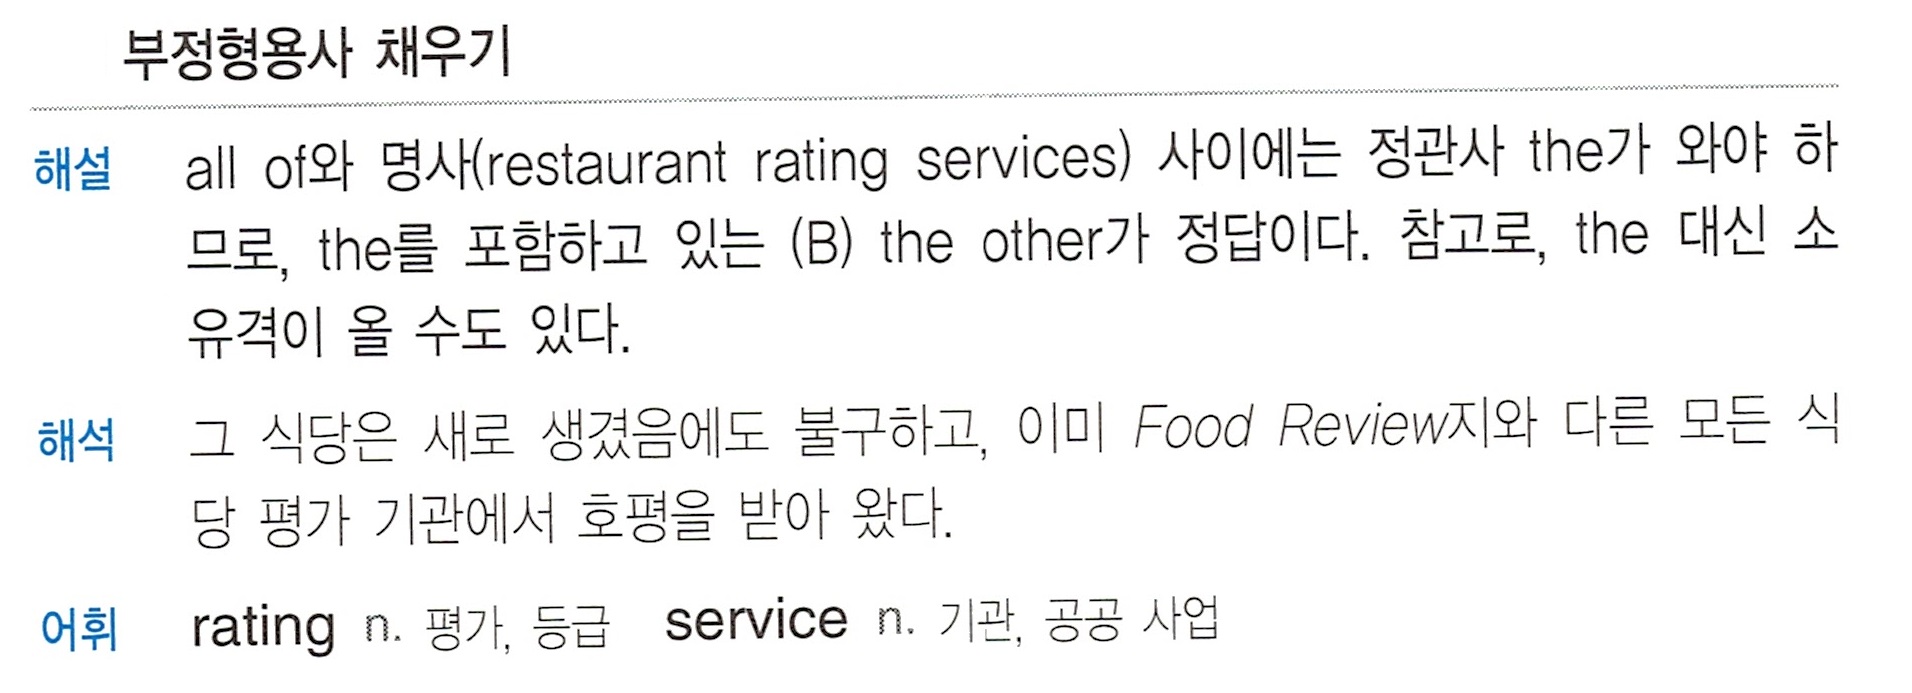 부정형용사 채우기
해설 all of와 명사(restaurant rating services) 사이에는 정관사 the가 와야 하
므로, the를 포함하고 있는 (B) the other가 정답이다. 참고로, the 대신 소
유격이 올 수도 있다.
해석 그 식당은 새로 생겼음에도 불구하고, 이미 Food Review지와 다른 모든 식
당 평가 기관에서 호평을 받아 왔다.
어휘 rating n. 평가, 등급 service n. 기관, 공공 사업